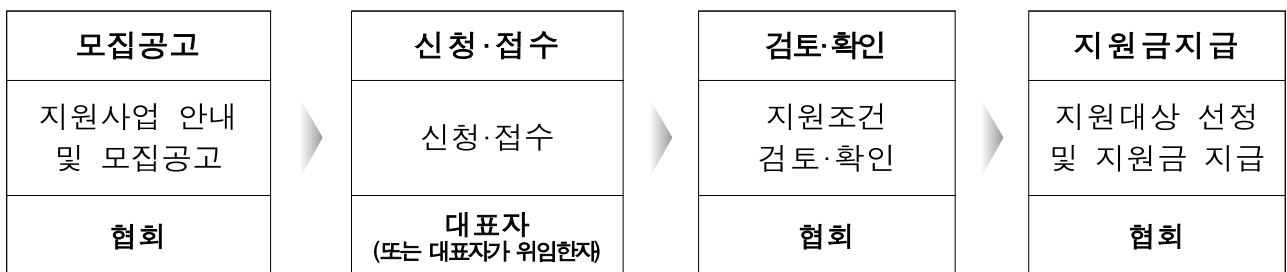 모집공고
지원사업 안내
및 모집공고
협회
신청·접수
신청·접수
대표자
(또는 대표자가 위임한자)
검토·확인
지원조건
검토·확인
협회
지원금지급
지원대상 선정
및 지원금 지급
협회